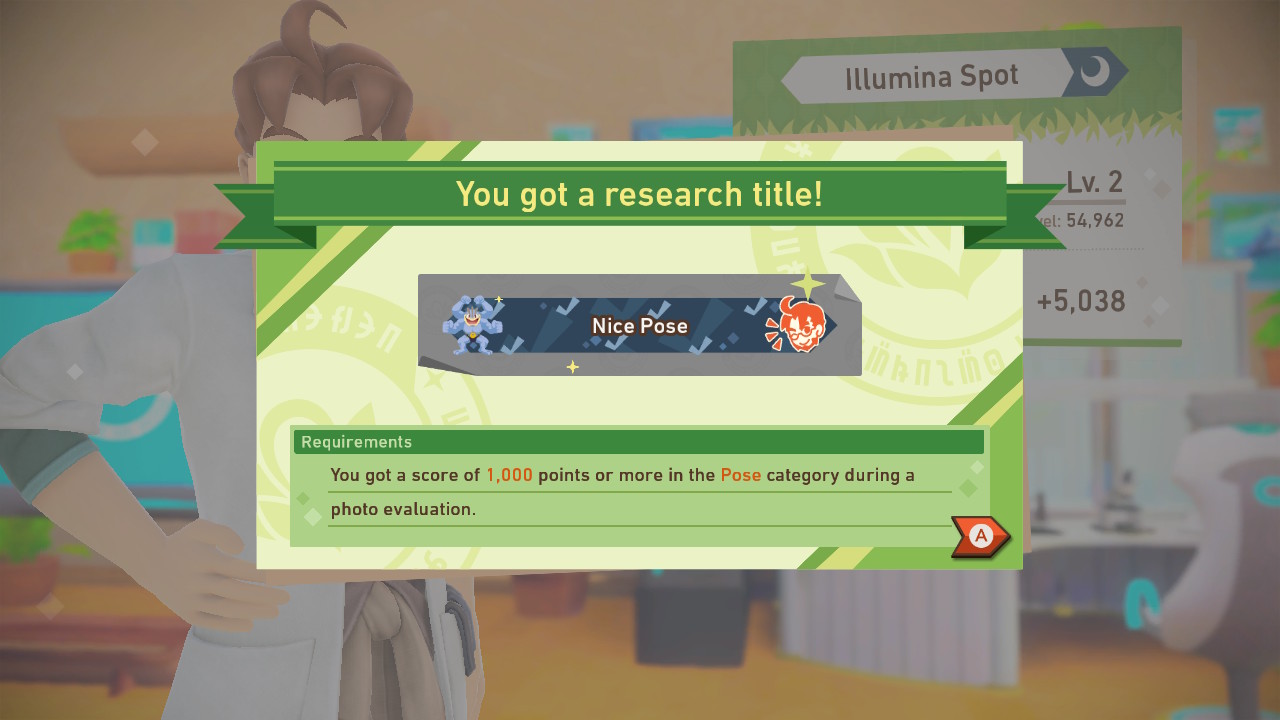 Illumina Spot
You got a research title!
Lv. 2
54,962
Nice Pose
+5,038
Requirements
You got a score of 1,000 points or more in the Pose category during a
photo evaluation.
A